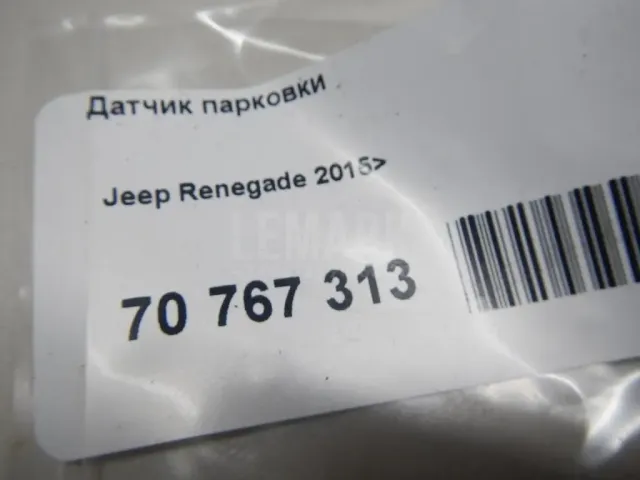 Датчик парковки
Jeep Renegade 2015>
70 767 313